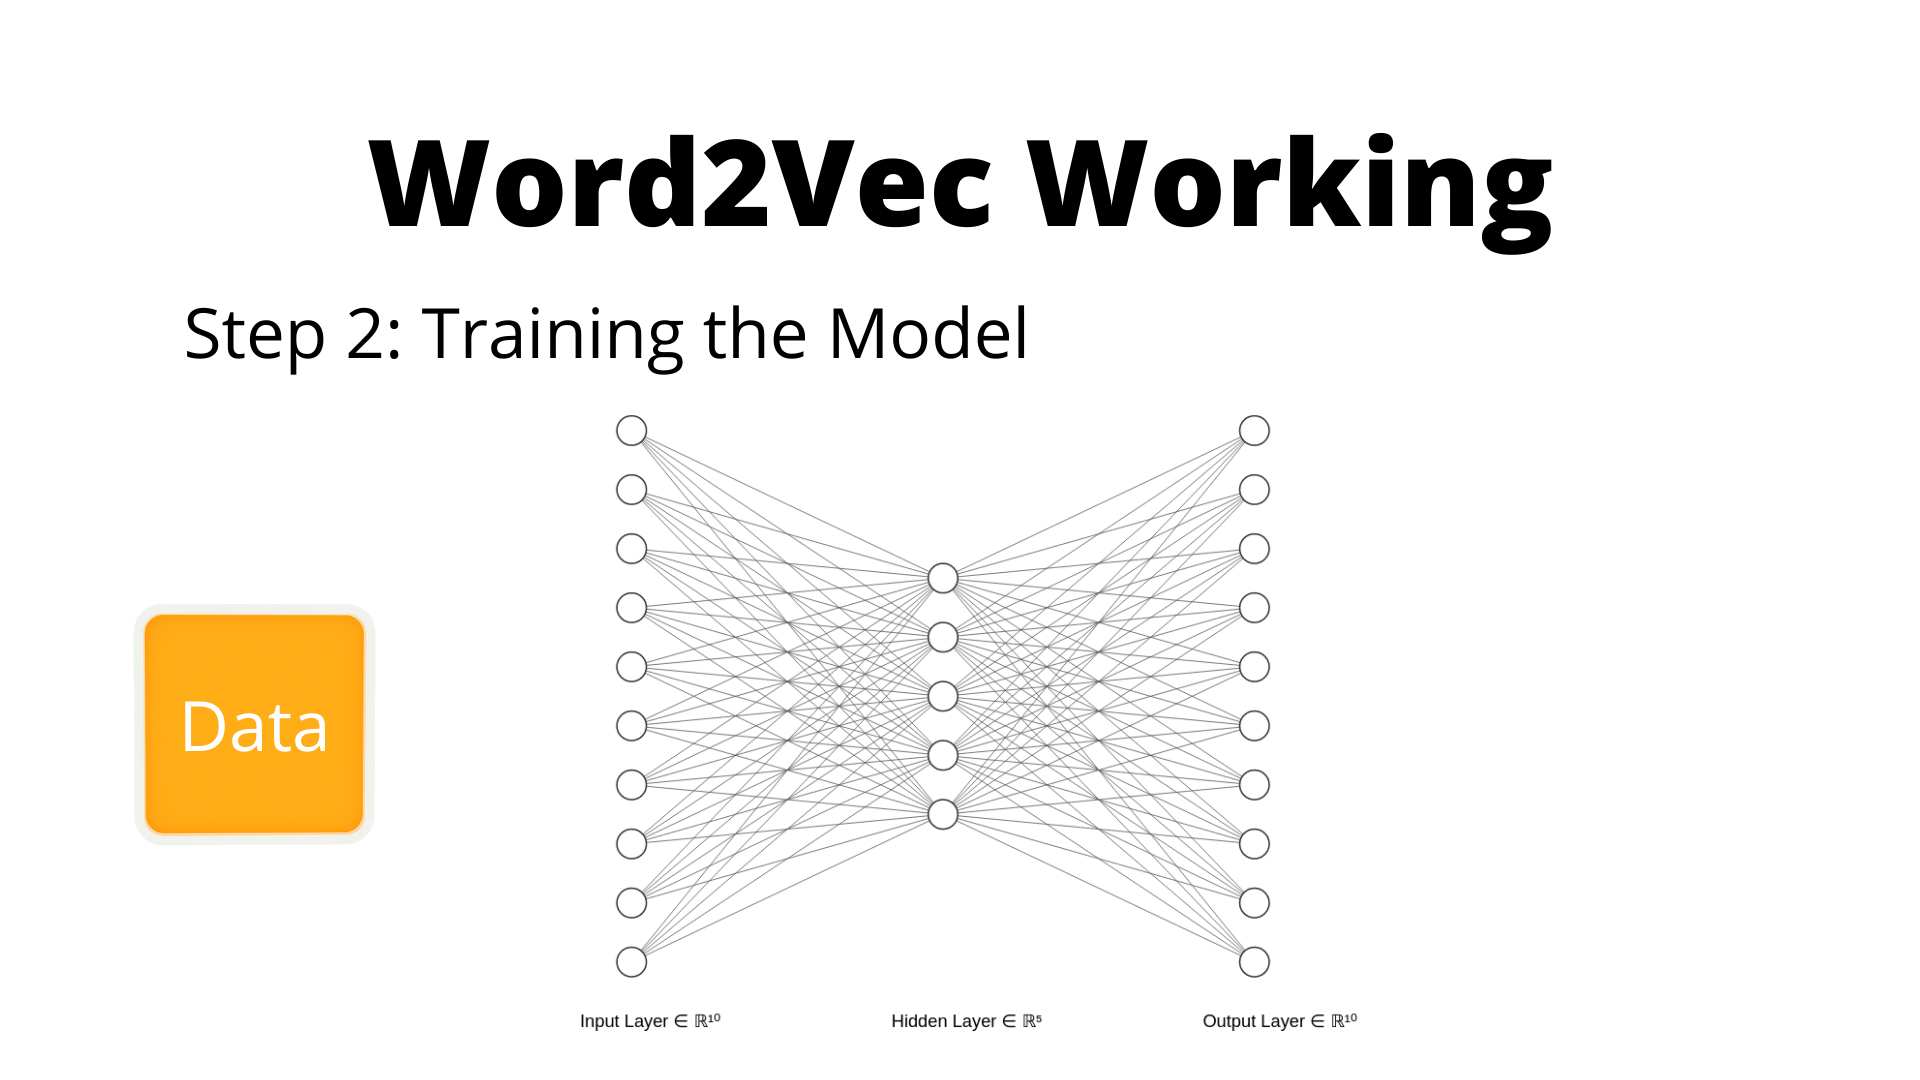 Word2Vec Working
Step 2: Training the Model
Data
Input Layer ∈ ℝ¹⁰
Hidden Layer ∈ ℝ⁵
Output Layer ∈ ℝ¹⁰